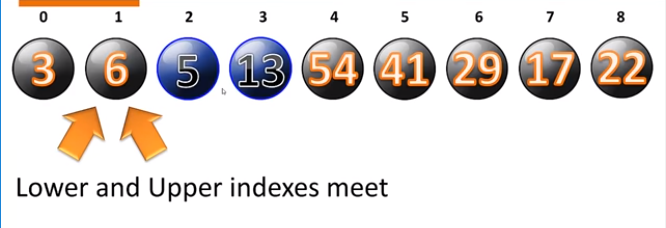 0 1 2 3 4 5 6 7 8
3 6 5 13 54 41 29 17 22
Lower and Upper indexes meet